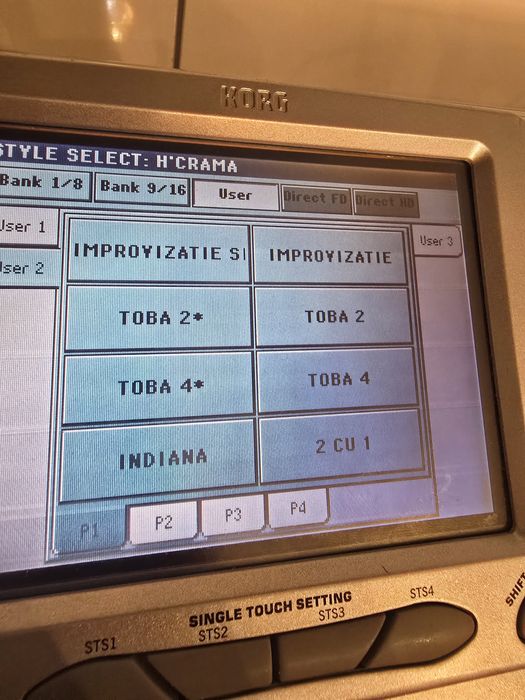 KORG
STYLE SELECT: H'CRAMA
Bank 1/8 Bank 9/16 User Direct FD Direct HD
User 1
User 2
User 3
IMPROVIZATIE SI IMPROVIZATIE
TOBA 2* TOBA 2
TOBA 4* TOBA 4
INDIANA 2 CU 1
P1 P2 P3 P4
SINGLE TOUCH SETTING
STS1 STS2 STS3 STS4
SHIFT